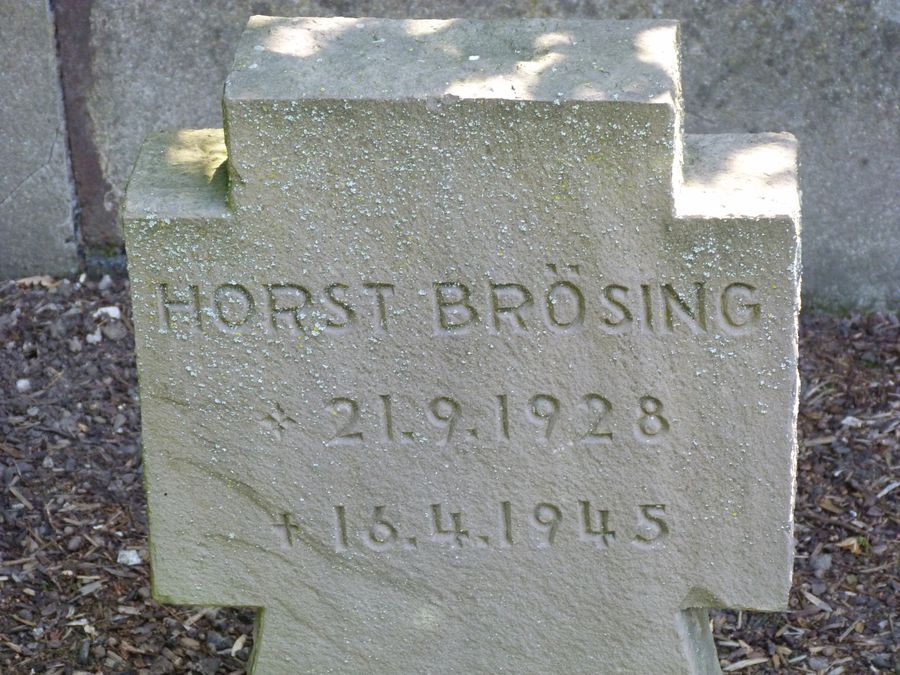 HORST BRÖSING
* 21.9.1928
† 16.4.1945